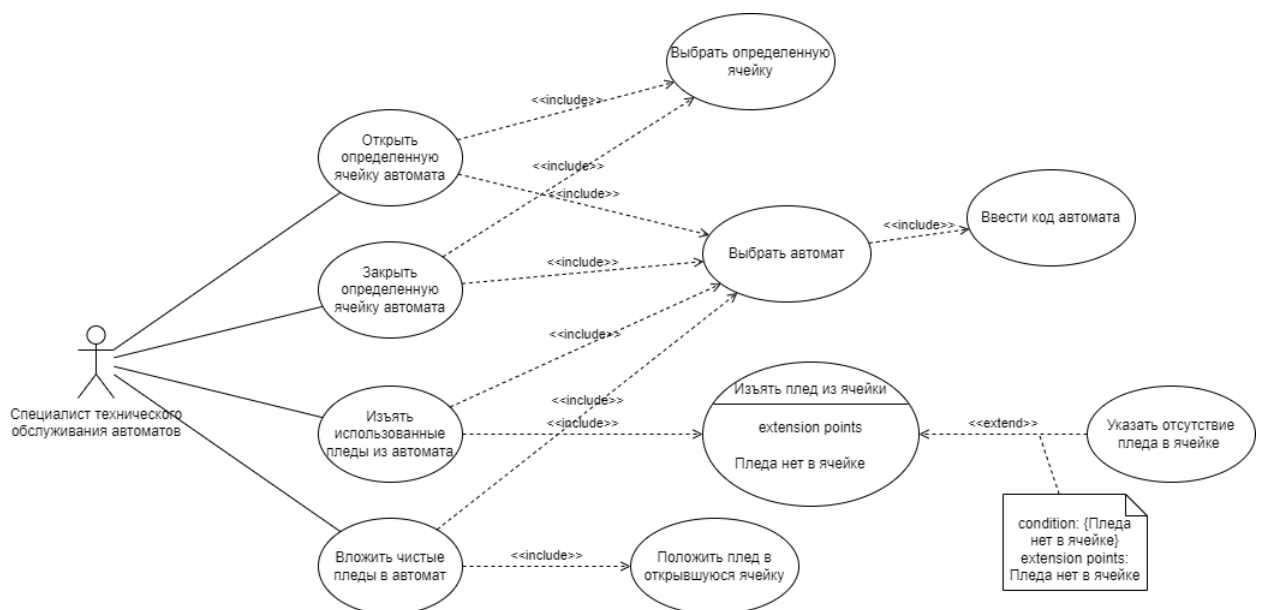 Выбрать определенную
ячейку
<<include>>
Открыть
определенную
ячейку автомата
<<include>>
<<include>>
Ввести код автомата
<<include>>
Выбрать автомат
Закрыть
определенную
ячейку автомата
<<include>>
<<include>>
Специалист технического
обслуживания автоматов
Изъять
использованные
пледы из автомата
<<include>>
<<include>>
Изъять плед из ячейки
extension points
Пледа нет в ячейке
<<extend>>
Указать отсутствие
пледа в ячейке
condition: {Пледа
нет в ячейке}
extension points:
Пледа нет в ячейке
Вложить чистые
пледы в автомат
<<include>>
Положить плед в
открывшуюся ячейку